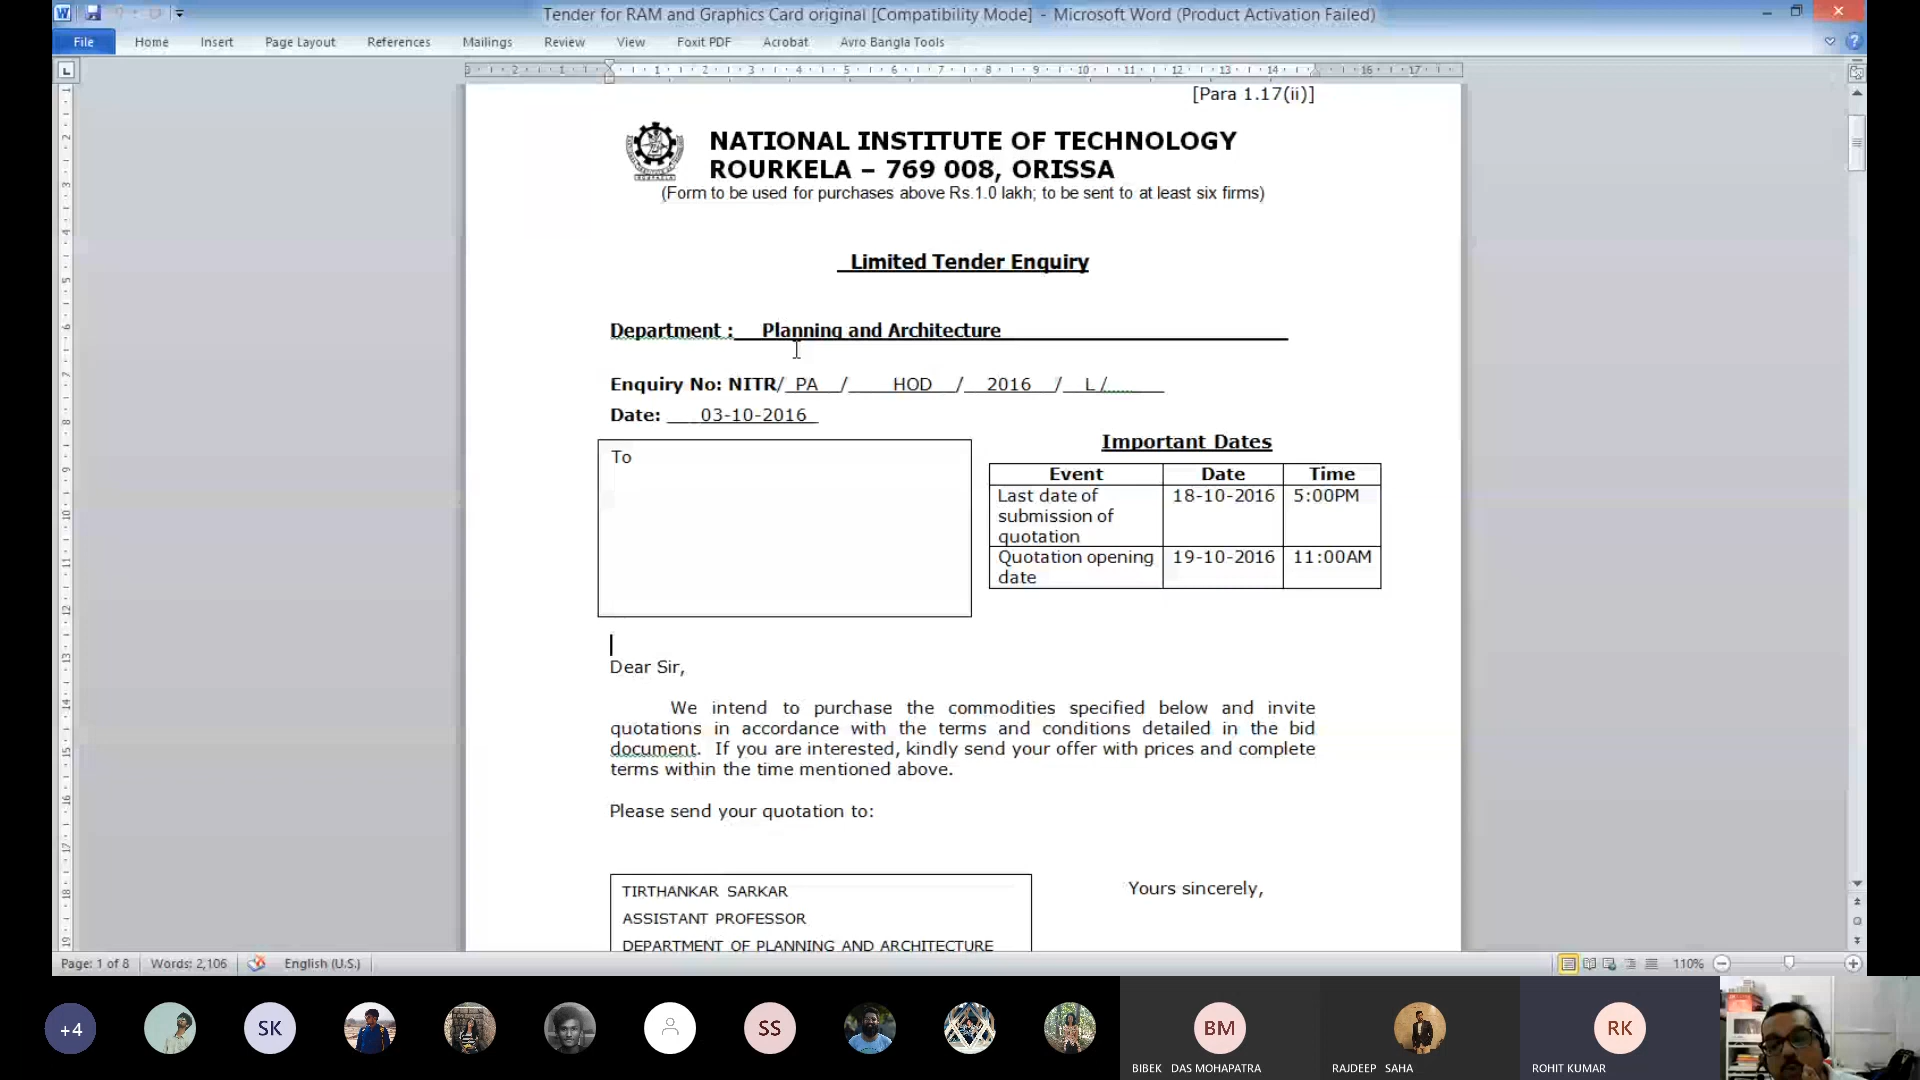 Tender for RAM and Graphics Card original [Compatibility Mode] - Microsoft Word (Product Activation Failed)
File Home Insert Page Layout References Mailings Review View Foxit PDF Acrobat Avro Bangla Tools
[Para 1.17(ii)]
NATIONAL INSTITUTE OF TECHNOLOGY
ROURKELA – 769 008, ORISSA
(Form to be used for purchases above Rs.1.0 lakh; to be sent to at least six firms)
Limited Tender Enquiry
Department : Planning and Architecture
Enquiry No: NITR/ PA / HOD / 2016 / L /
Date: 03-10-2016
To
Important Dates
Event Date Time
Last date of submission of quotation 18-10-2016 5:00PM
Quotation opening date 19-10-2016 11:00AM
Dear Sir,
We intend to purchase the commodities specified below and invite
quotations in accordance with the terms and conditions detailed in the bid
document. If you are interested, kindly send your offer with prices and complete
terms within the time mentioned above.
Please send your quotation to:
TIRTHANKAR SARKAR
ASSISTANT PROFESSOR
DEPARTMENT OF PLANNING AND ARCHITECTURE
Yours sincerely,
Page: 1 of 8 Words: 2,106 English (U.S.) 110%
+4 SK SS BM RK
BIBEK DAS MOHAPATRA RAJDEEP SAHA ROHIT KUMAR